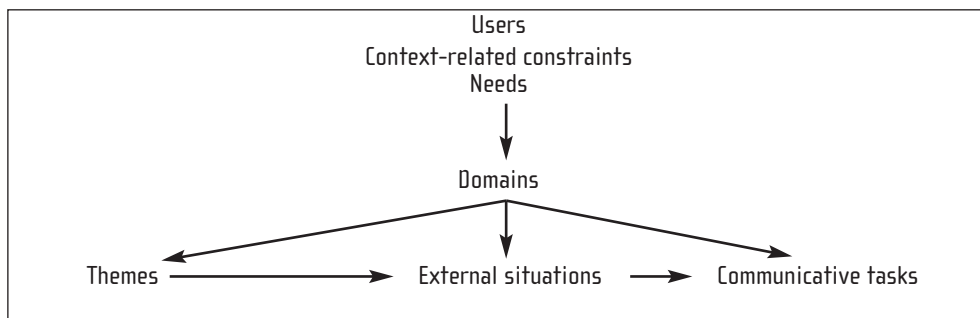 Users
Context-related constraints
Needs
Domains
Themes
External situations
Communicative tasks